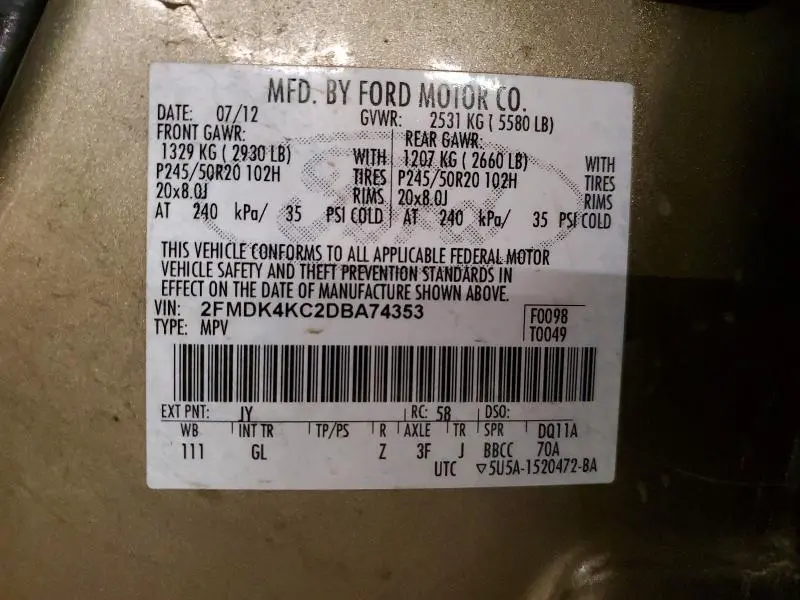 MFD. BY FORD MOTOR CO.
DATE: 07/12 GVWR: 2531 KG ( 5580 LB)
FRONT GAWR: REAR GAWR:
1329 KG ( 2930 LB) WITH 1207 KG ( 2660 LB) WITH
P245/50R20 102H TIRES P245/50R20 102H TIRES
20x8.0J RIMS 20x8.0J RIMS
AT 240 kPa/ 35 PSI COLD AT 240 kPa/ 35 PSI COLD
THIS VEHICLE CONFORMS TO ALL APPLICABLE FEDERAL MOTOR
VEHICLE SAFETY AND THEFT PREVENTION STANDARDS IN
EFFECT ON THE DATE OF MANUFACTURE SHOWN ABOVE.
VIN: 2FMDK4KC2DBA74353 F0098
TYPE: MPV T0049
EXT PNT: JY RC: 58 DSO:
WB INT TR TP/PS R AXLE TR SPR DQ11A
111 GL Z 3F J BBCC 70A
UTC ▽5U5A-1520472-BA